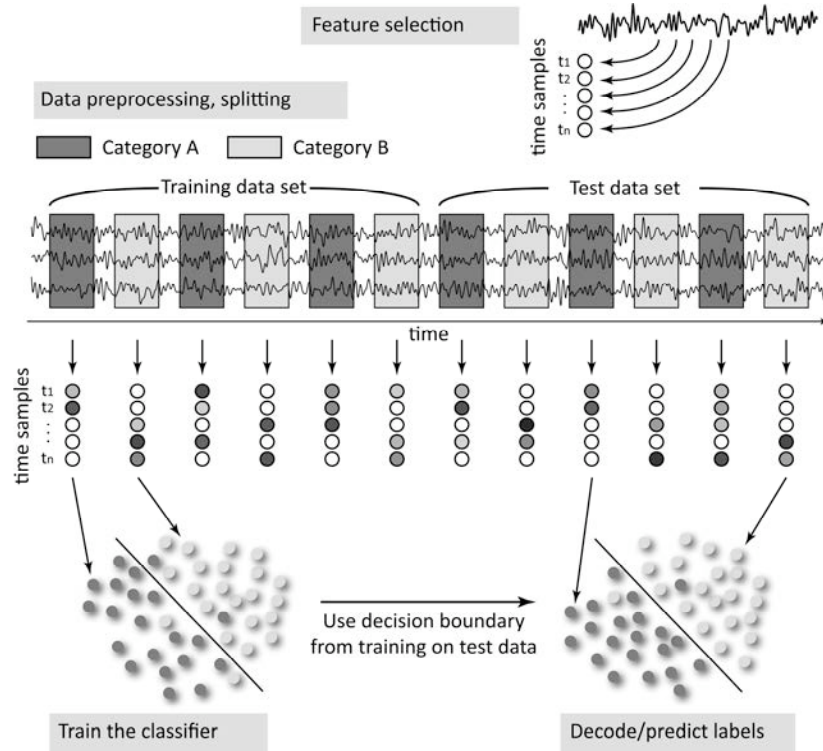 Feature selection
time samples
t1
t2
:
:
tn
Data preprocessing, splitting
Category A
Category B
Training data set
Test data set
time
time samples
t1
t2
:
:
tn
Use decision boundary
from training on test data
Train the classifier
Decode/predict labels